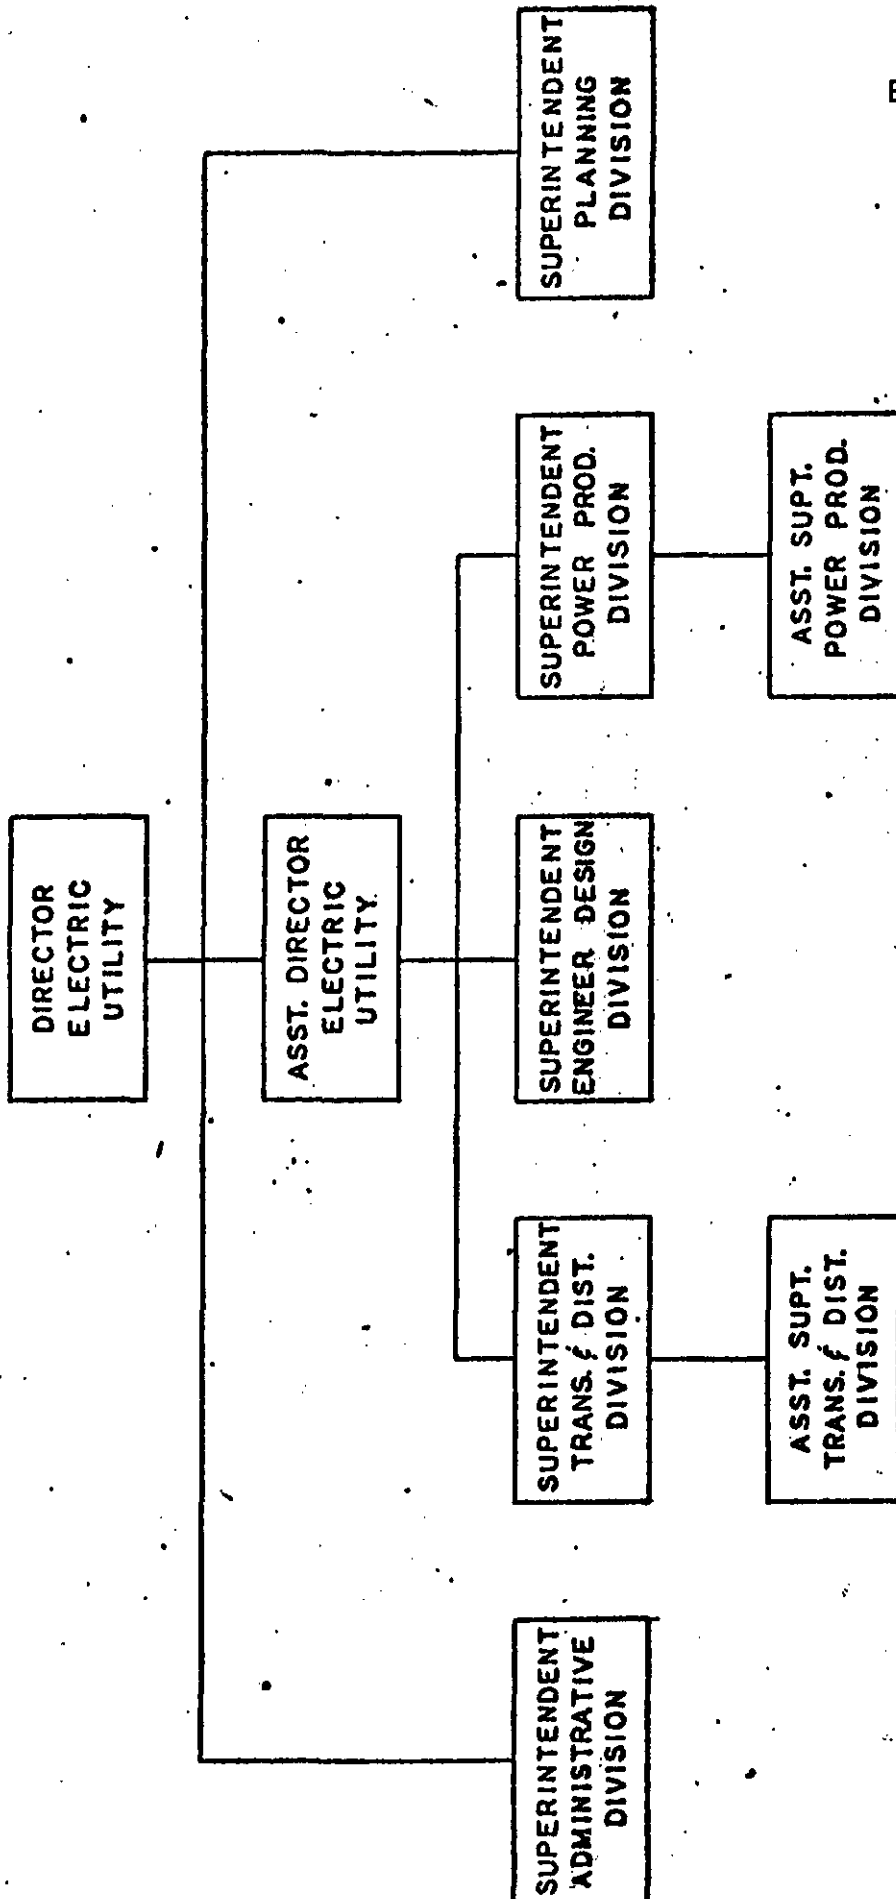 DIRECTOR
ELECTRIC
UTILITY
ASST. DIRECTOR
ELECTRIC
UTILITY.
SUPERINTENDENT
ADMINISTRATIVE
DIVISION
SUPERINTENDENT
TRANS. & DIST.
DIVISION
SUPERINTENDENT
ENGINEER DESIGN
DIVISION
SUPERINTENDENT
POWER PROD.
DIVISION
SUPERINTENDENT
PLANNING
DIVISION
ASST. SUPT.
TRANS. & DIST.
DIVISION
ASST. SUPT.
POWER PROD.
DIVISION